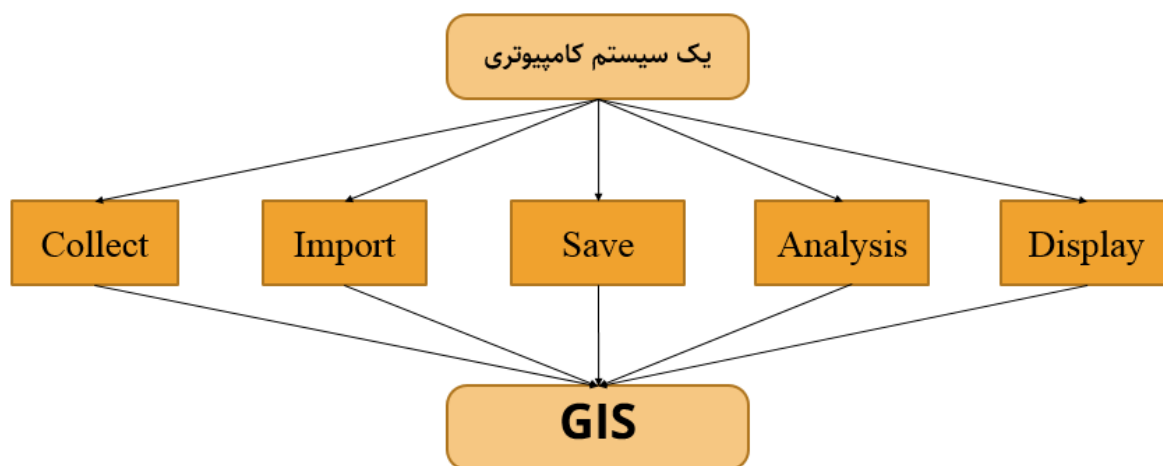 یک سیستم کامپیوتری
Collect
Import
Save
Analysis
Display
GIS